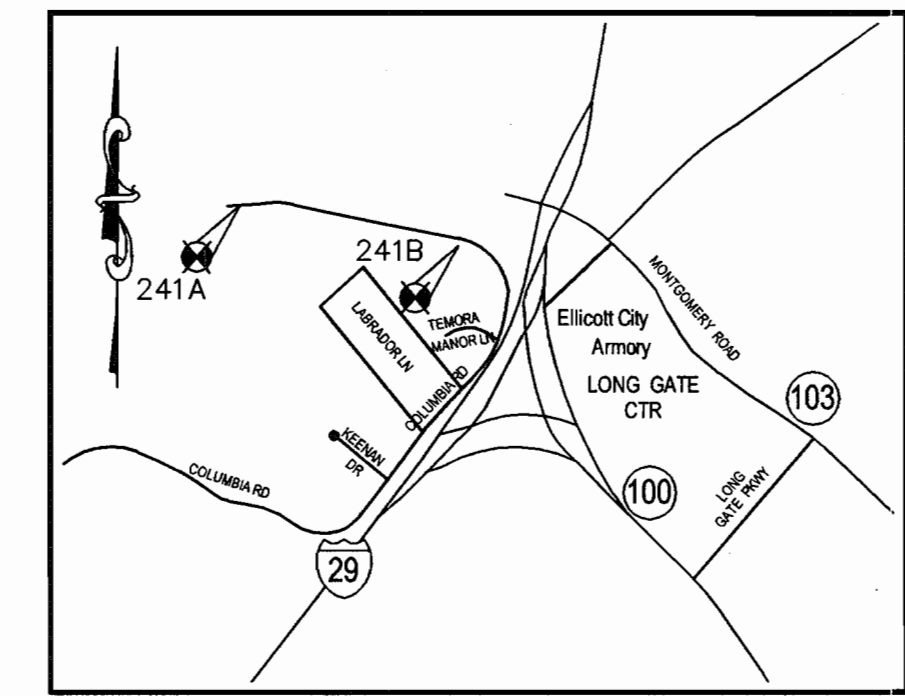 241A
241B
LABRADOR LN
TEMORA
MANOR LN
COLUMBIA RD
KEENAN
DR
COLUMBIA RD
29
Ellicott City
Armory
LONG GATE
CTR
MONTGOMERY ROAD
103
100
LONG
GATE PKWY